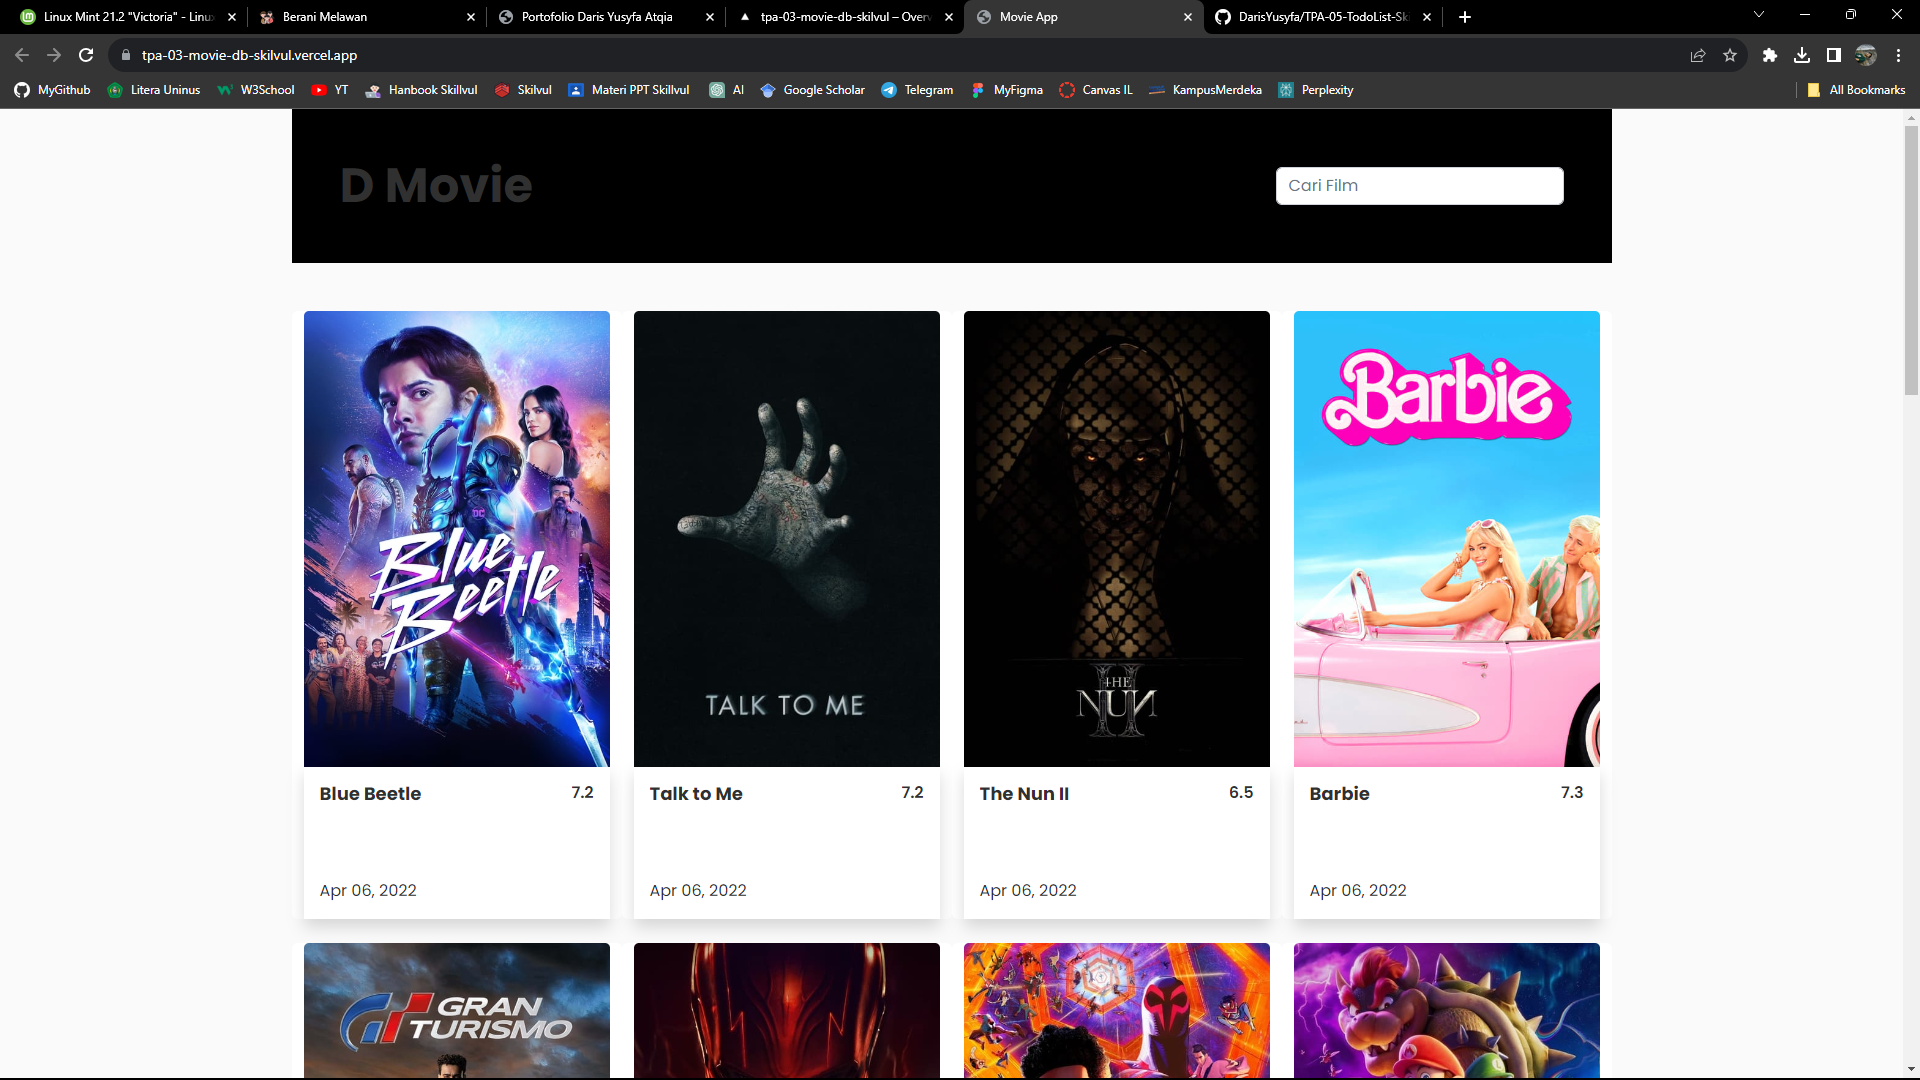 Linux Mint 21.2 "Victoria" - Linu
Berani Melawan
Portofolio Daris Yusyfa Atqia
tpa-03-movie-db-skilvul – Over
Movie App
DarisYusyfa/TPA-05-TodoList-Sk
tpa-03-movie-db-skilvul.vercel.app
MyGithub
Litera Uninus
W3School
YT
Hanbook Skillvul
Skilvul
Materi PPT Skillvul
AI
Google Scholar
Telegram
MyFigma
Canvas IL
KampusMerdeka
Perplexity
All Bookmarks
D Movie
Cari Film
DC
Blue
Beetle
TALK TO ME
THE
NUN
II
Barbie
Blue Beetle
7.2
Talk to Me
7.2
The Nun II
6.5
Barbie
7.3
Apr 06, 2022
Apr 06, 2022
Apr 06, 2022
Apr 06, 2022
GRAN
TURISMO